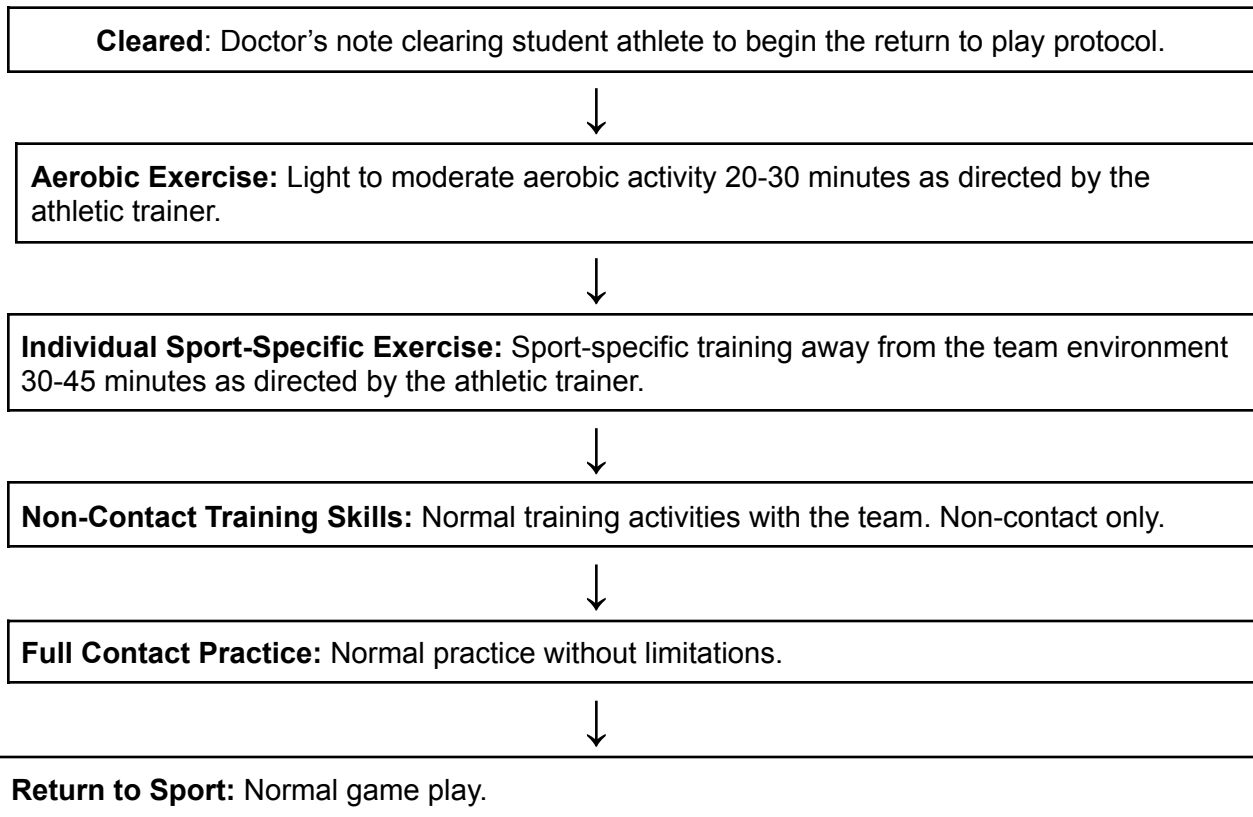 Cleared: Doctor’s note clearing student athlete to begin the return to play protocol.
↓
Aerobic Exercise: Light to moderate aerobic activity 20-30 minutes as directed by the
athletic trainer.
↓
Individual Sport-Specific Exercise: Sport-specific training away from the team environment
30-45 minutes as directed by the athletic trainer.
↓
Non-Contact Training Skills: Normal training activities with the team. Non-contact only.
↓
Full Contact Practice: Normal practice without limitations.
↓
Return to Sport: Normal game play.